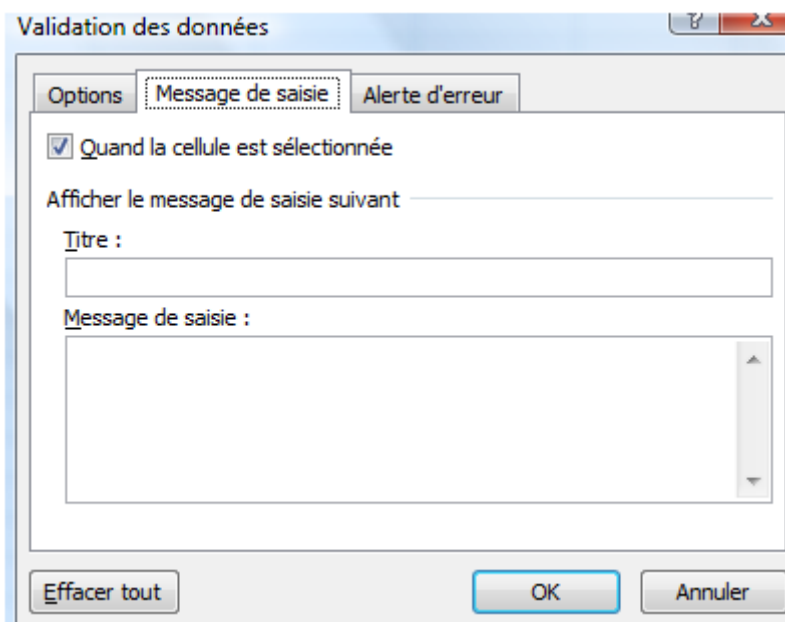 Validation des données
Options Message de saisie Alerte d'erreur
Quand la cellule est sélectionnée
Afficher le message de saisie suivant
Titre :
Message de saisie :
Effacer tout OK Annuler